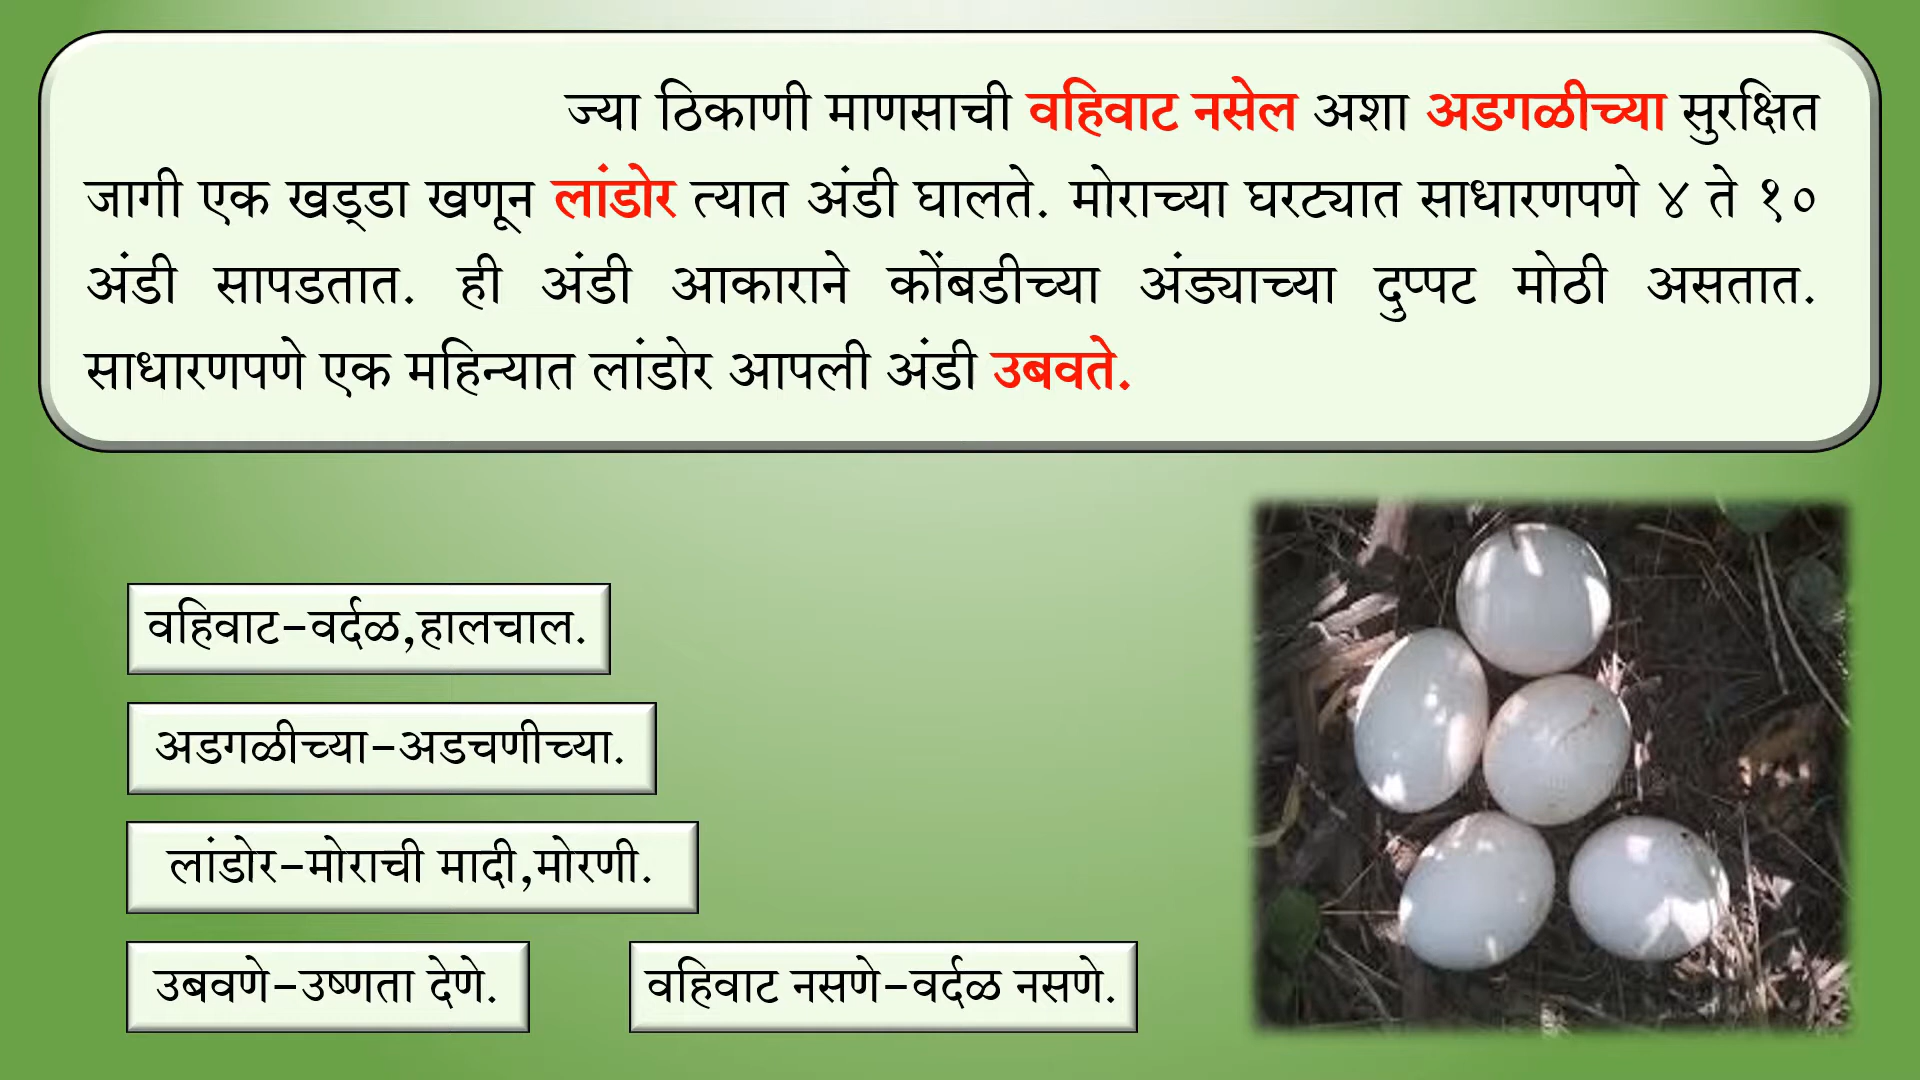 ज्या ठिकाणी माणसाची वहिवाट नसेल अशा अडगळीच्या सुरक्षित
जागी एक खड्डा खणून लांडोर त्यात अंडी घालते. मोराच्या घरट्यात साधारणपणे ४ ते १०
अंडी सापडतात. ही अंडी आकाराने कोंबडीच्या अंड्याच्या दुप्पट मोठी असतात.
साधारणपणे एक महिन्यात लांडोर आपली अंडी उबवते.
वहिवाट-वर्दळ,हालचाल.
अडगळीच्या-अडचणीच्या.
लांडोर-मोराची मादी,मोरणी.
उबवणे-उष्णता देणे.
वहिवाट नसणे-वर्दळ नसणे.